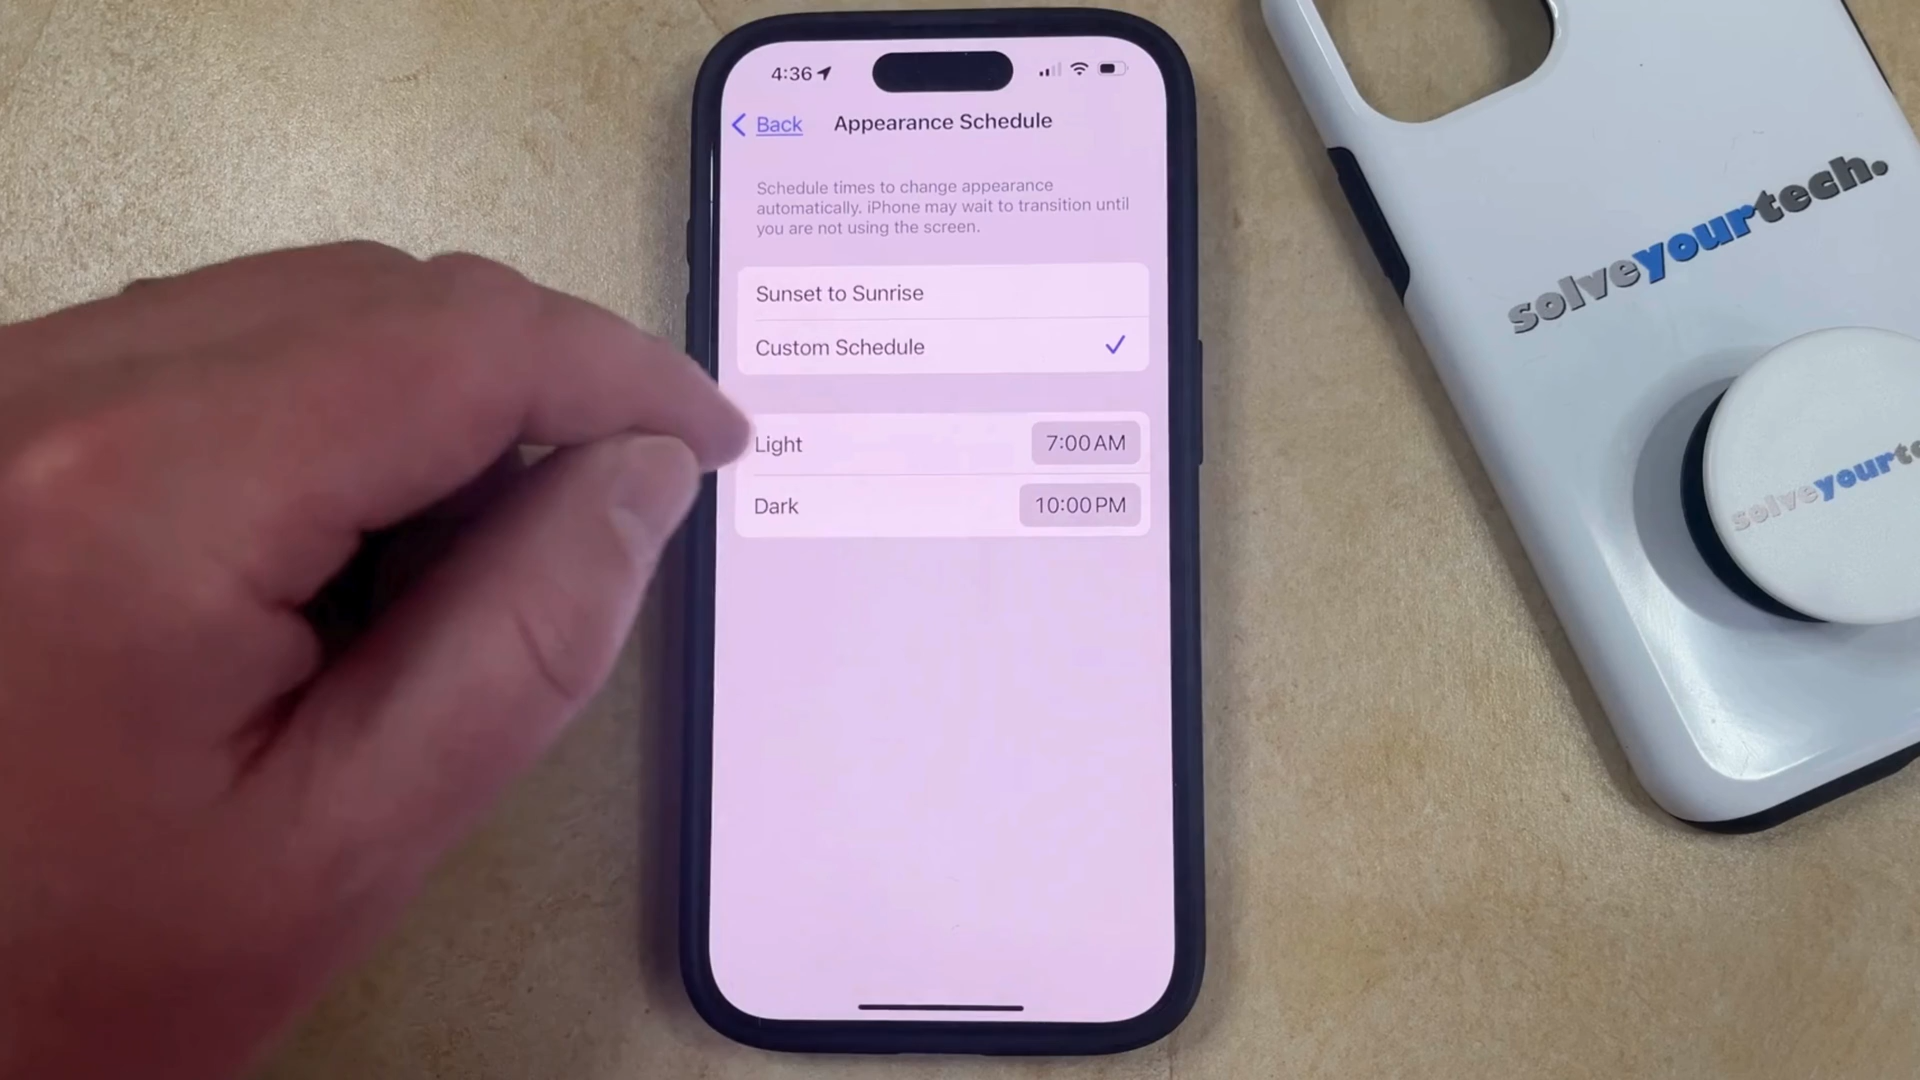 4:36
Back
Appearance Schedule
Schedule times to change appearance
automatically. iPhone may wait to transition until
you are not using the screen.
Sunset to Sunrise
Custom Schedule
Light
7:00 AM
Dark
10:00 PM
solveyourtech.
solveyourte